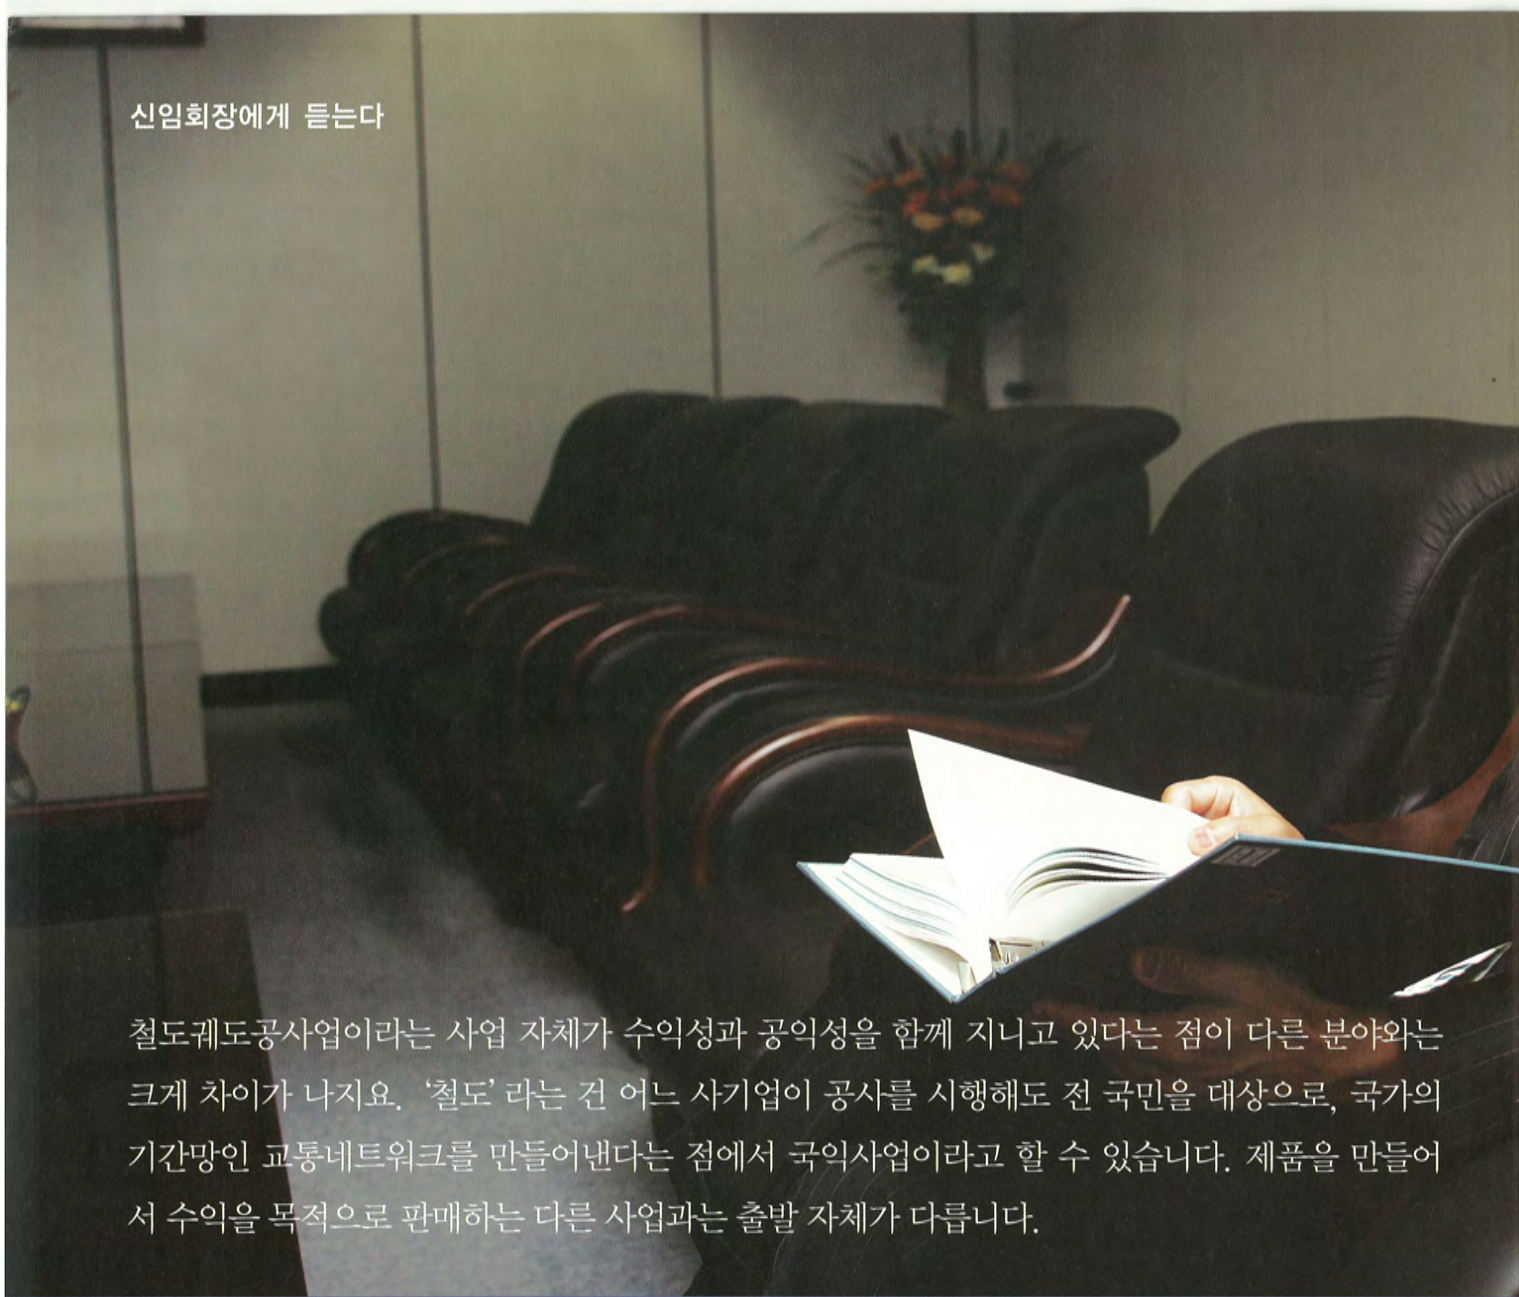 신임회장에게 듣는다
철도궤도공사업이라는 사업 자체가 수익성과 공익성을 함께 지니고 있다는 점이 다른 분야와는
크게 차이가 나지요. ‘철도’ 라는 건 어느 사기업이 공사를 시행해도 전 국민을 대상으로, 국가의
기간망인 교통네트워크를 만들어낸다는 점에서 국익사업이라고 할 수 있습니다. 제품을 만들어
서 수익을 목적으로 판매하는 다른 사업과는 출발 자체가 다릅니다.